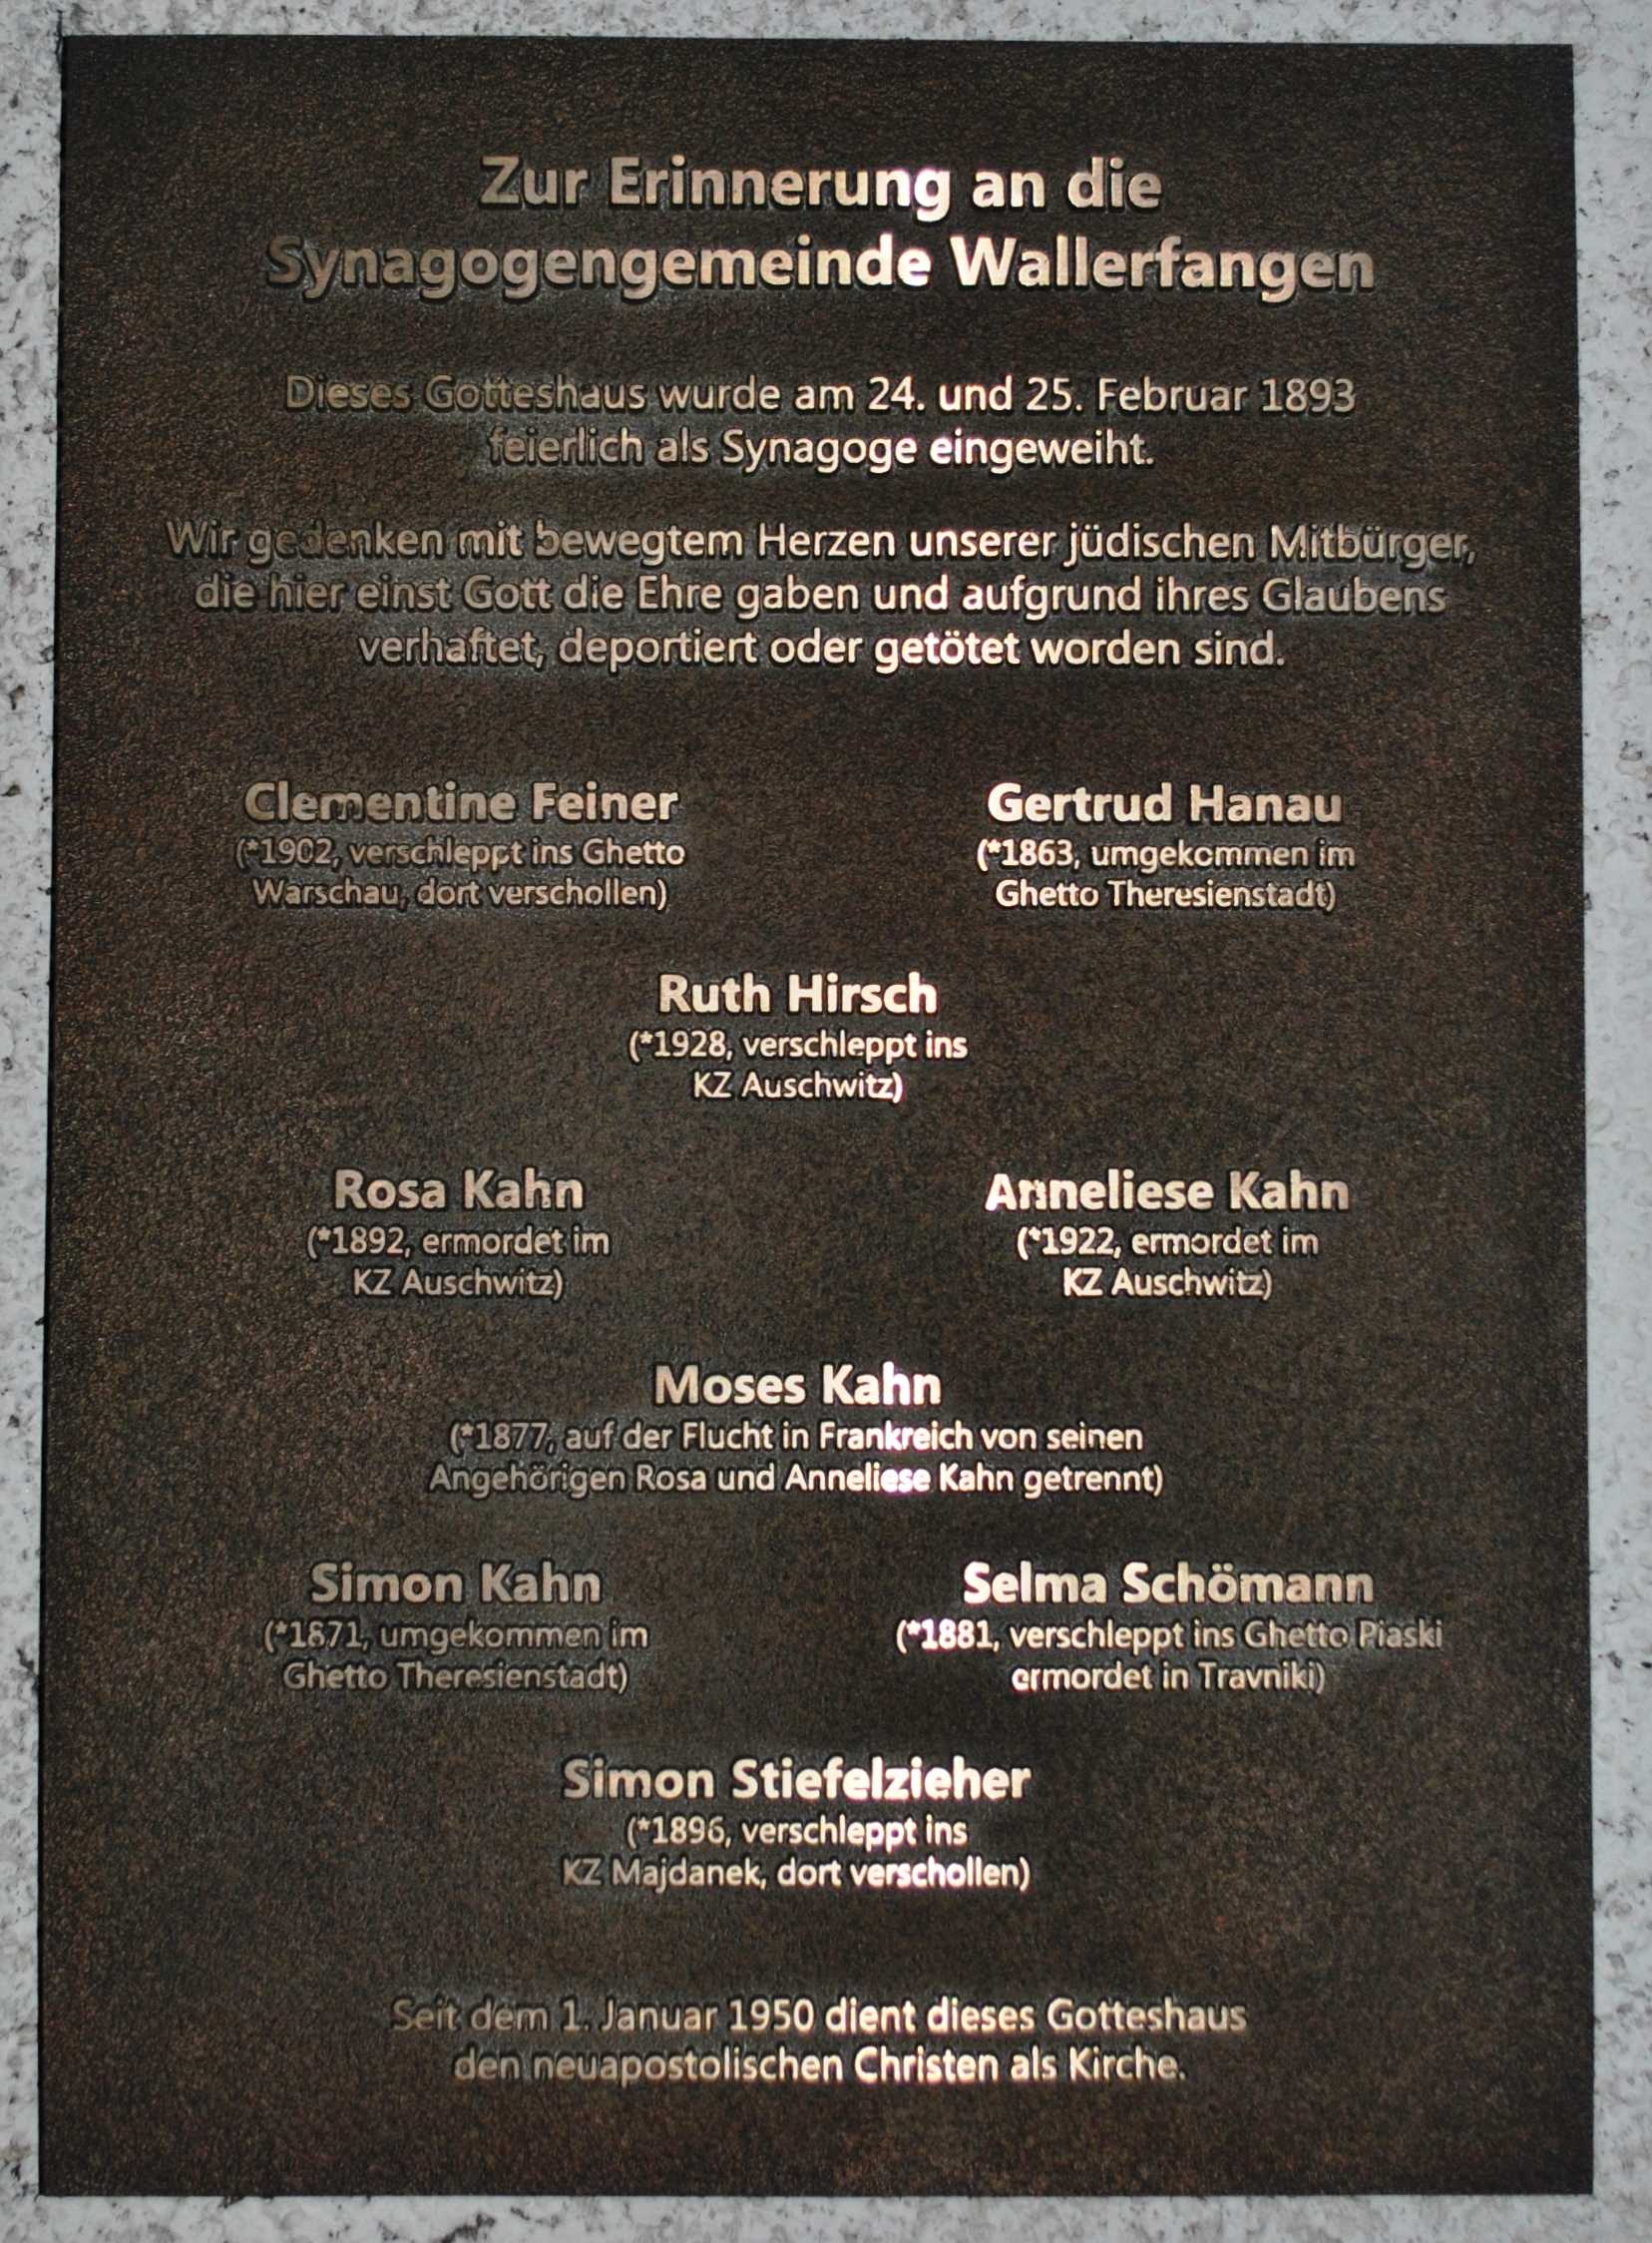 Zur Erinnerung an die
Synagogengemeinde Wallerfangen
Dieses Gotteshaus wurde am 24. und 25. Februar 1893
feierlich als Synagoge eingeweiht.
Wir gedenken mit bewegtem Herzen unserer jüdischen Mitbürger,
die hier einst Gott die Ehre gaben und aufgrund ihres Glaubens
verhaftet, deportiert oder getötet worden sind.
Clementine Feiner
(*1902, verschleppt ins Ghetto
Warschau, dort verschollen)
Gertrud Hanau
(*1863, umgekommen im
Ghetto Theresienstadt)
Ruth Hirsch
(*1928, verschleppt ins
KZ Auschwitz)
Rosa Kahn
(*1892, ermordet im
KZ Auschwitz)
Anneliese Kahn
(*1922, ermordet im
KZ Auschwitz)
Moses Kahn
(*1877, auf der Flucht in Frankreich von seinen
Angehörigen Rosa und Anneliese Kahn getrennt)
Simon Kahn
(*1871, umgekommen im
Ghetto Theresienstadt)
Selma Schömann
(*1881, verschleppt ins Ghetto Piaski
ermordet in Travniki)
Simon Stiefelzieher
(*1896, verschleppt ins
KZ Majdanek, dort verschollen)
Seit dem 1. Januar 1950 dient dieses Gotteshaus
den neuapostolischen Christen als Kirche.